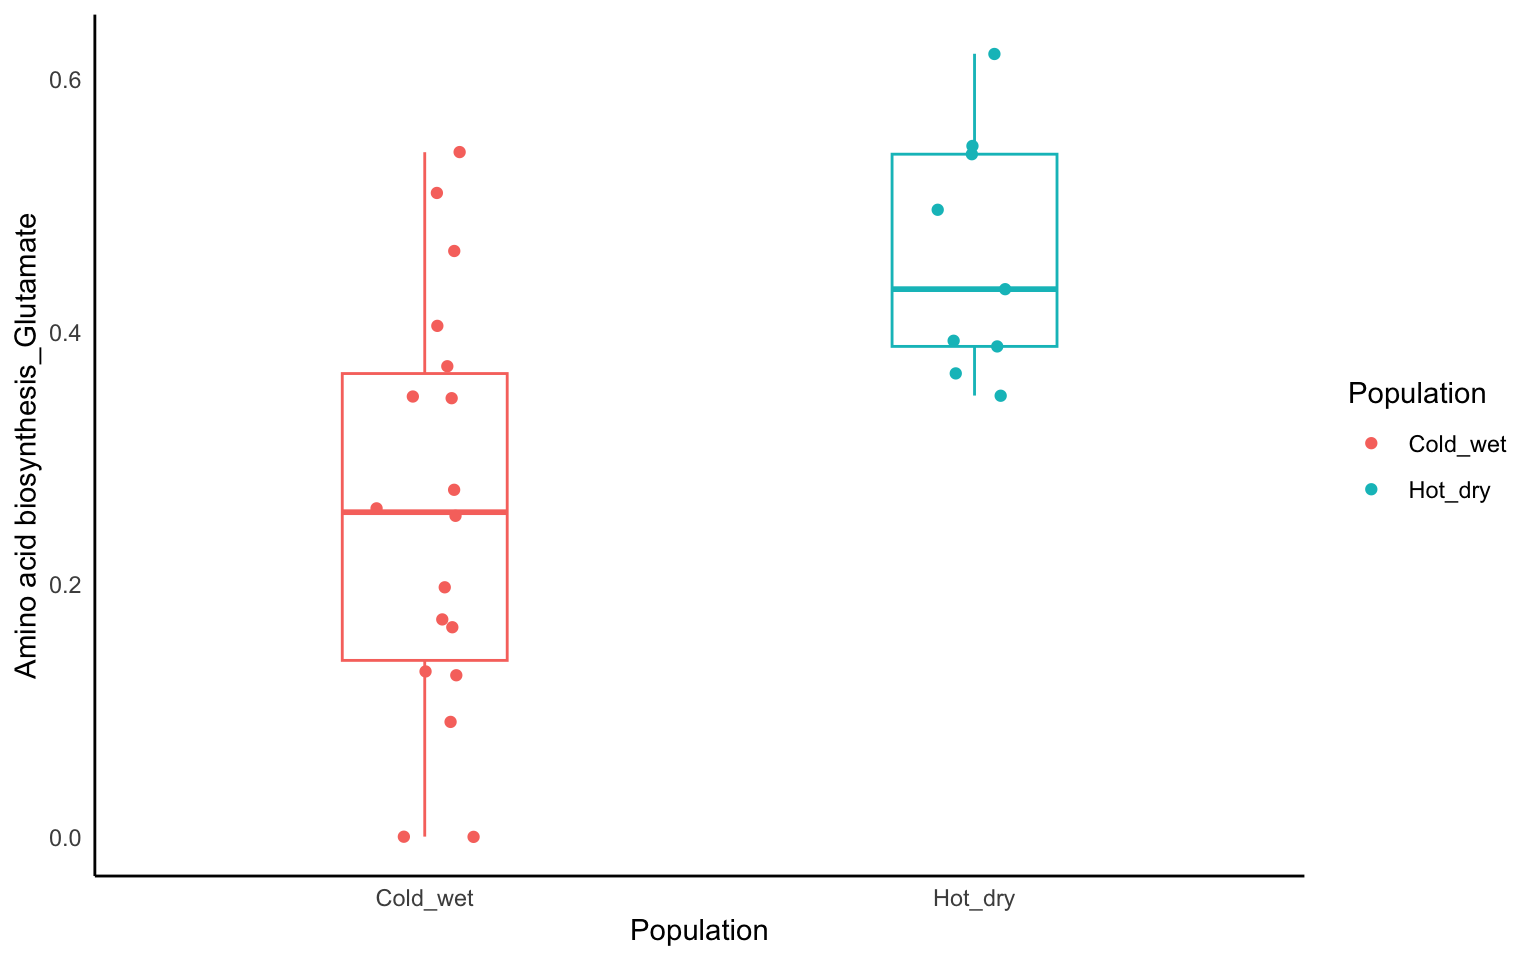 Amino acid biosynthesis_Glutamate
0.6
0.4
0.2
0.0
Cold_wet
Hot_dry
Population
Population
Cold_wet
Hot_dry